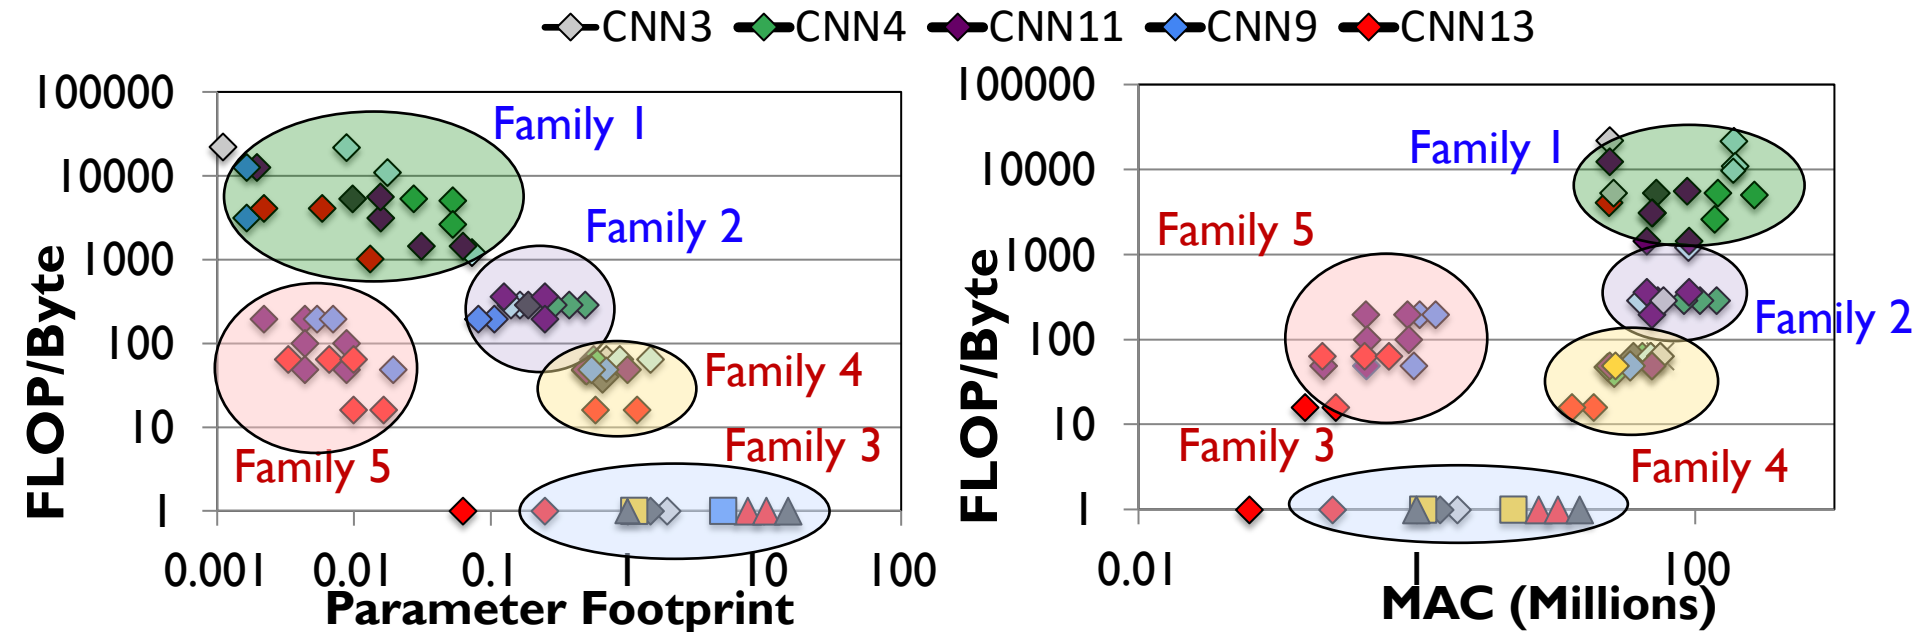 CNN3 CNN4 CNN11 CNN9 CNN13
FLOP/Byte
100000
10000
1000
100
10
1
Family 1
Family 2
Family 4
Family 5
Family 3
0.001 0.01 0.1 1 10 100
Parameter Footprint
FLOP/Byte
100000
10000
1000
100
10
1
Family 1
Family 5
Family 2
Family 3
Family 4
0.01 1 100
MAC (Millions)